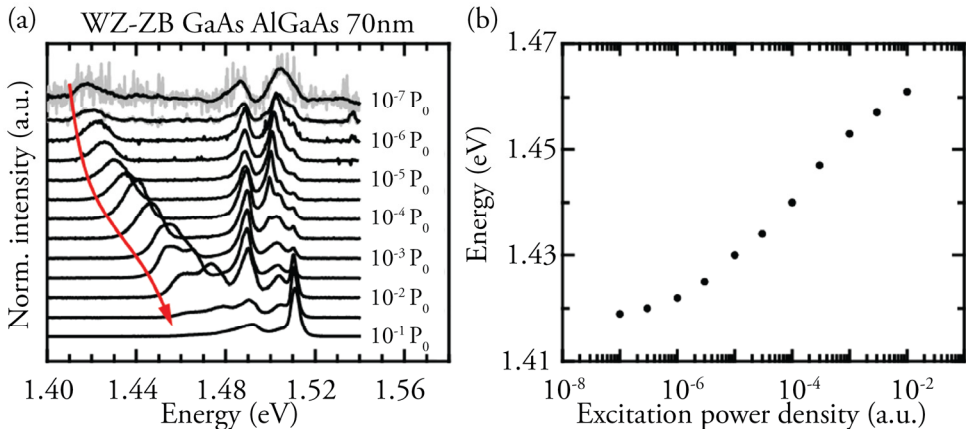 (a)
WZ-ZB GaAs AlGaAs 70nm
Norm. intensity (a.u.)
10-7 P0
10-6 P0
10-5 P0
10-4 P0
10-3 P0
10-2 P0
10-1 P0
1.40 1.44 1.48 1.52 1.56
Energy (eV)
(b)
Energy (eV)
1.47
1.45
1.43
1.41
10-8 10-6 10-4 10-2
Excitation power density (a.u.)